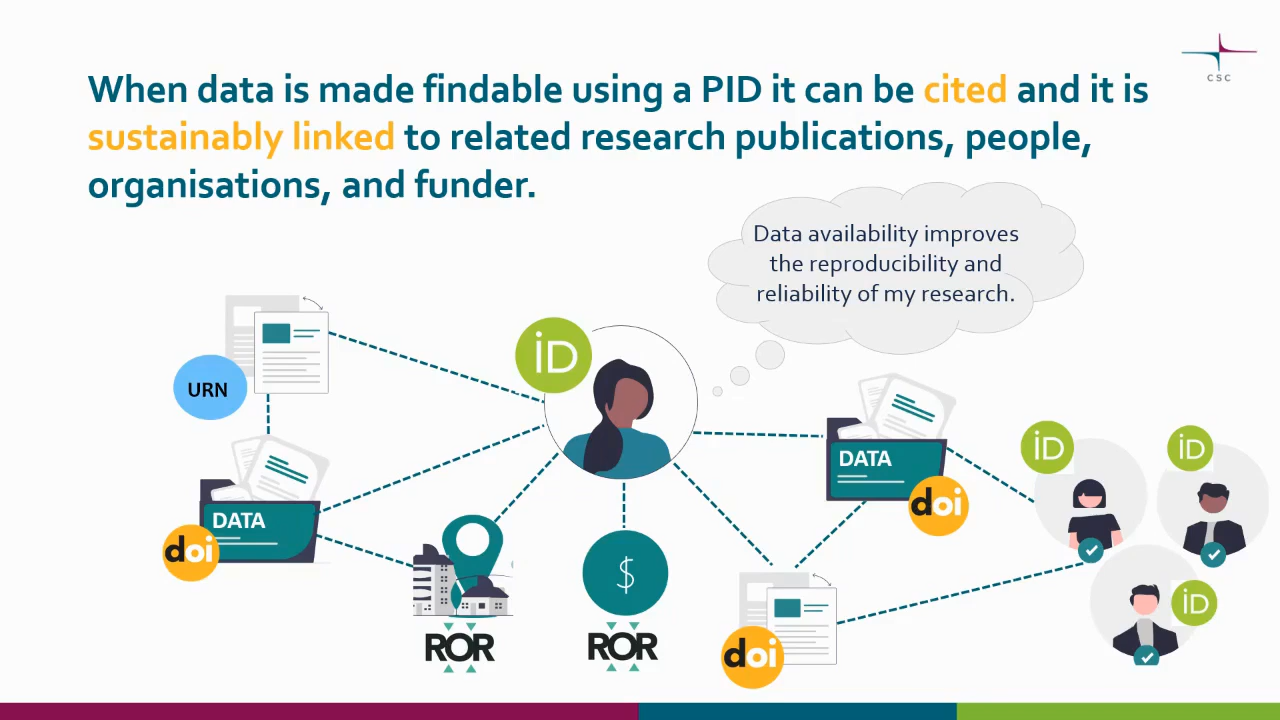 CSC
When data is made findable using a PID it can be cited and it is
sustainably linked to related research publications, people,
organisations, and funder.
Data availability improves
the reproducibility and
reliability of my research.
iD
URN
DATA
doi
ROR
$
ROR
DATA
doi
doi
iD
iD
iD